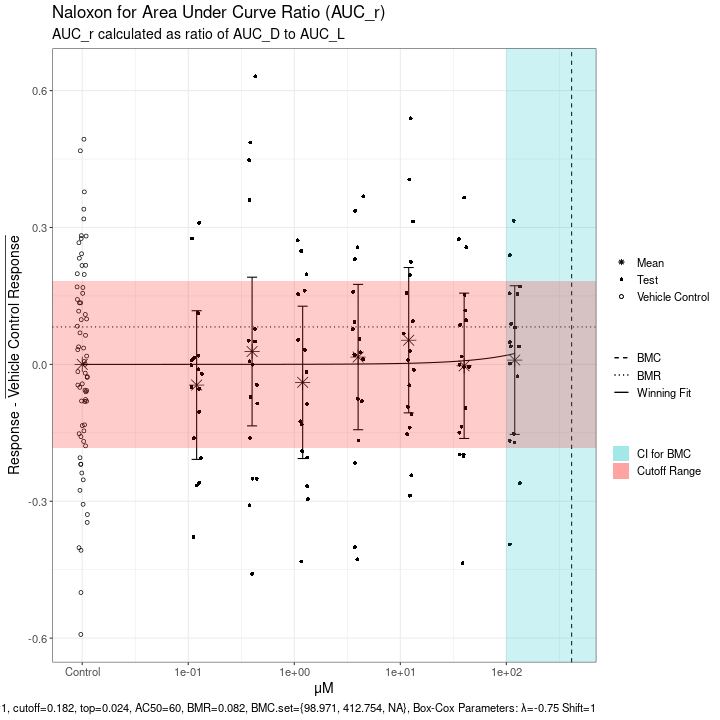 Naloxon for Area Under Curve Ratio (AUC_r)
AUC_r calculated as ratio of AUC_D to AUC_L
Response - Vehicle Control Response
0.6
0.3
0.0
-0.3
-0.6
Control
1e-01
1e+00
1e+01
1e+02
μM
Mean
Test
Vehicle Control
BMC
BMR
Winning Fit
CI for BMC
Cutoff Range
1, cutoff=0.182, top=0.024, AC50=60, BMR=0.082, BMC.set={98.971, 412.754, NA}, Box-Cox Parameters: λ=-0.75 Shift=1